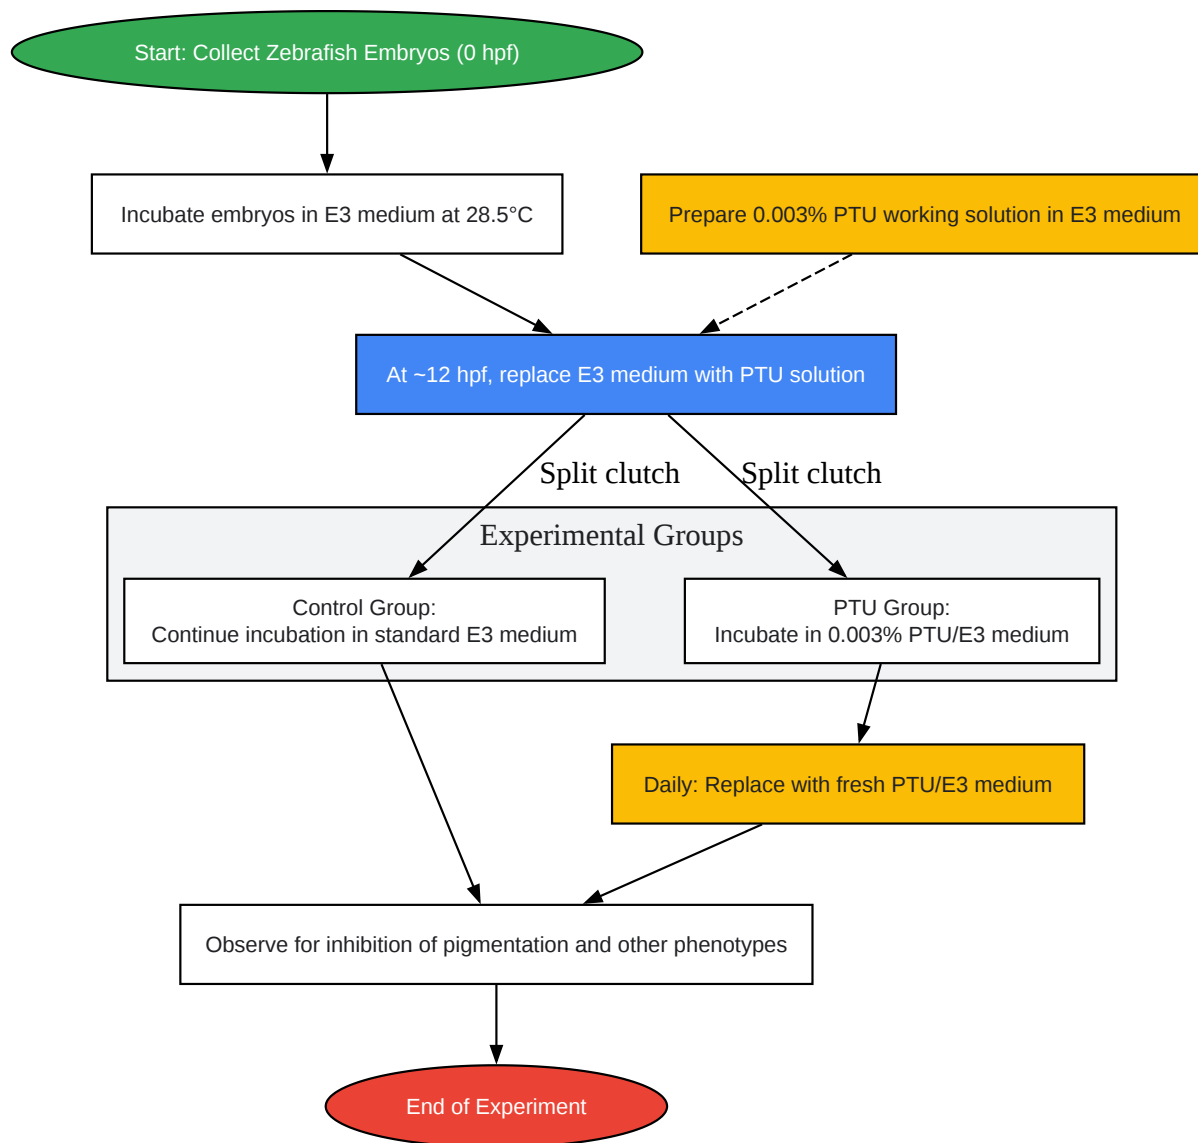 Start: Collect Zebrafish Embryos (0 hpf)
Incubate embryos in E3 medium at 28.5°C
Prepare 0.003% PTU working solution in E3 medium
At ~12 hpf, replace E3 medium with PTU solution
Split clutch
Split clutch
Experimental Groups
Control Group:
Continue incubation in standard E3 medium
PTU Group:
Incubate in 0.003% PTU/E3 medium
Daily: Replace with fresh PTU/E3 medium
Observe for inhibition of pigmentation and other phenotypes
End of Experiment